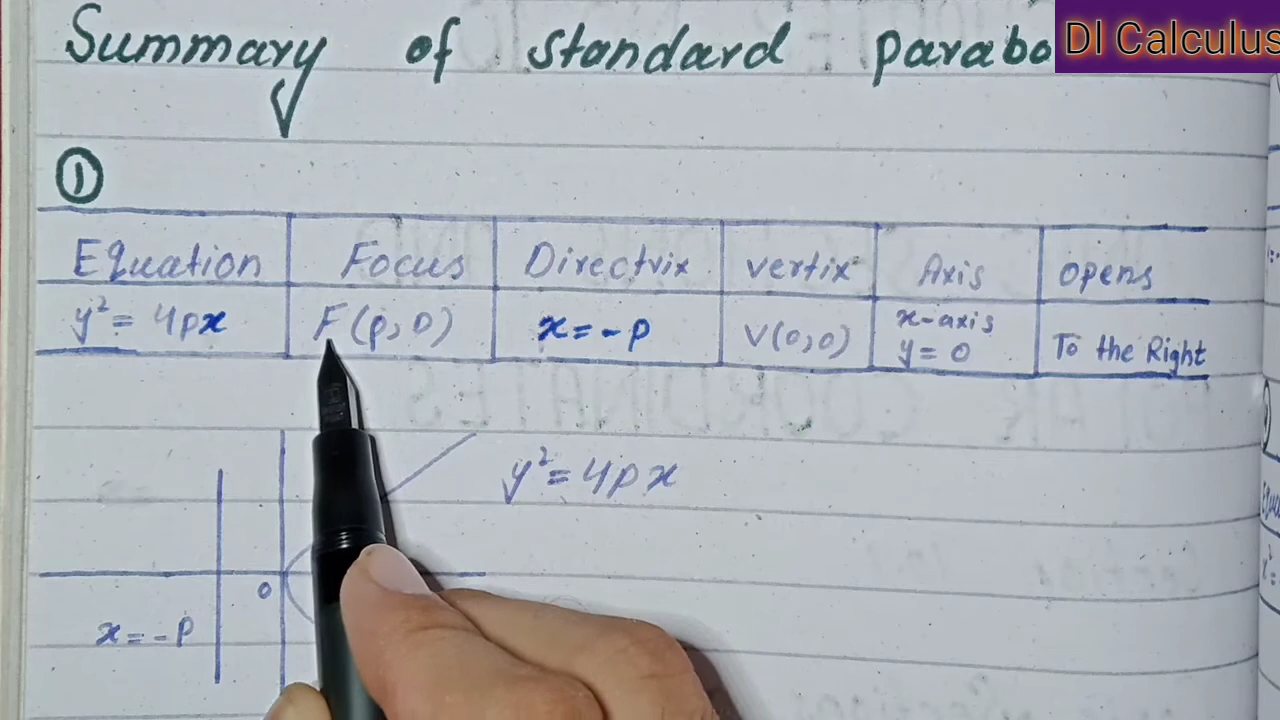 Summary of standard parabo
DI Calculus
①
Equation Focus Directrix vertix Axis opens
y² = 4px F(p,0) x = -p V(0,0) x-axis y = 0 To the Right
y² = 4px
0
x = -p